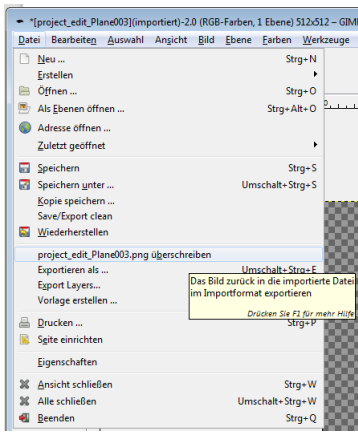 *[project_edit_Plane003](importiert)-2.0 (RGB-Farben, 1 Ebene) 512x512 – GIM
Datei Bearbeiten Auswahl Ansicht Bild Ebene Farben Werkzeuge
Neu ... Strg+N
Erstellen
Öffnen ... Strg+O
Als Ebenen öffnen ... Strg+Alt+O
Adresse öffnen ...
Zuletzt geöffnet
Speichern Strg+S
Speichern unter ... Umschalt+Strg+S
Kopie speichern ...
Save/Export clean
Wiederherstellen
project_edit_Plane003.png überschreiben
Exportieren als ... Umschalt+Strg+E
Export Layers...
Das Bild zurück in die importierte Datei
im Importformat exportieren
Vorlage erstellen ...
Drücken Sie F1 für mehr Hilfe
Drucken ... Strg+P
Seite einrichten
Eigenschaften
Ansicht schließen Strg+W
Alle schließen Umschalt+Strg+W
Beenden Strg+Q